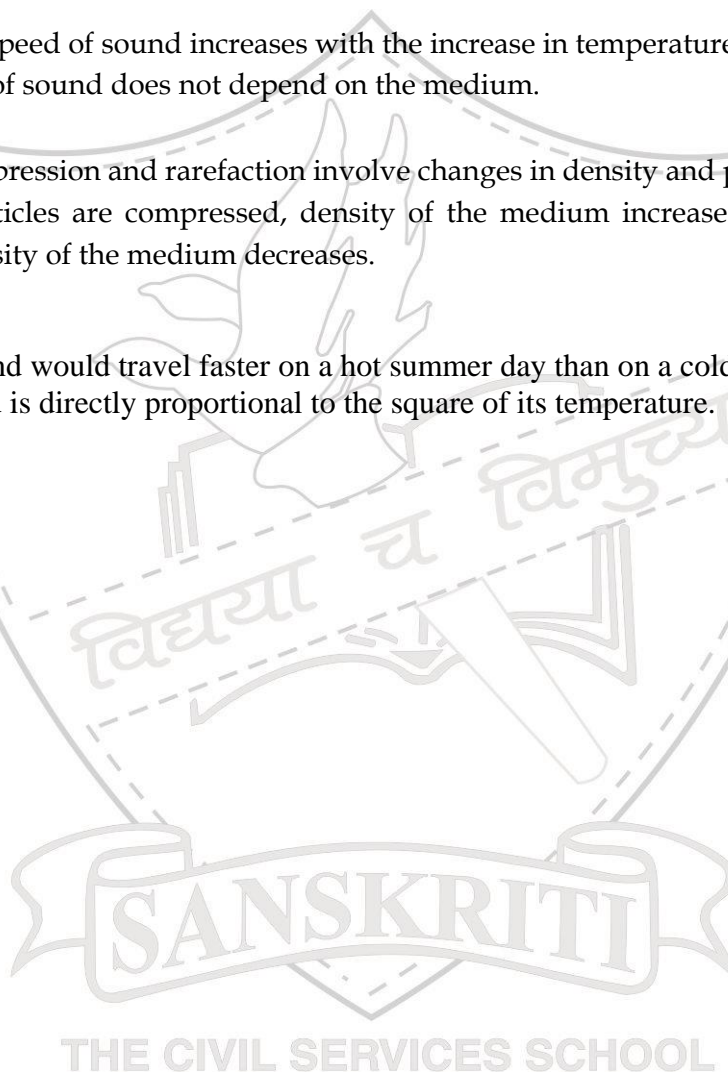 peed of sound increases with the increase in temperature
of sound does not depend on the medium.
pression and rarefaction involve changes in density and p
ticles are compressed, density of the medium increase
sity of the medium decreases.
nd would travel faster on a hot summer day than on a cold
is directly proportional to the square of its temperature.
विद्यया च विमुच्य
SANSKRITI
THE CIVIL SERVICES SCHOOL